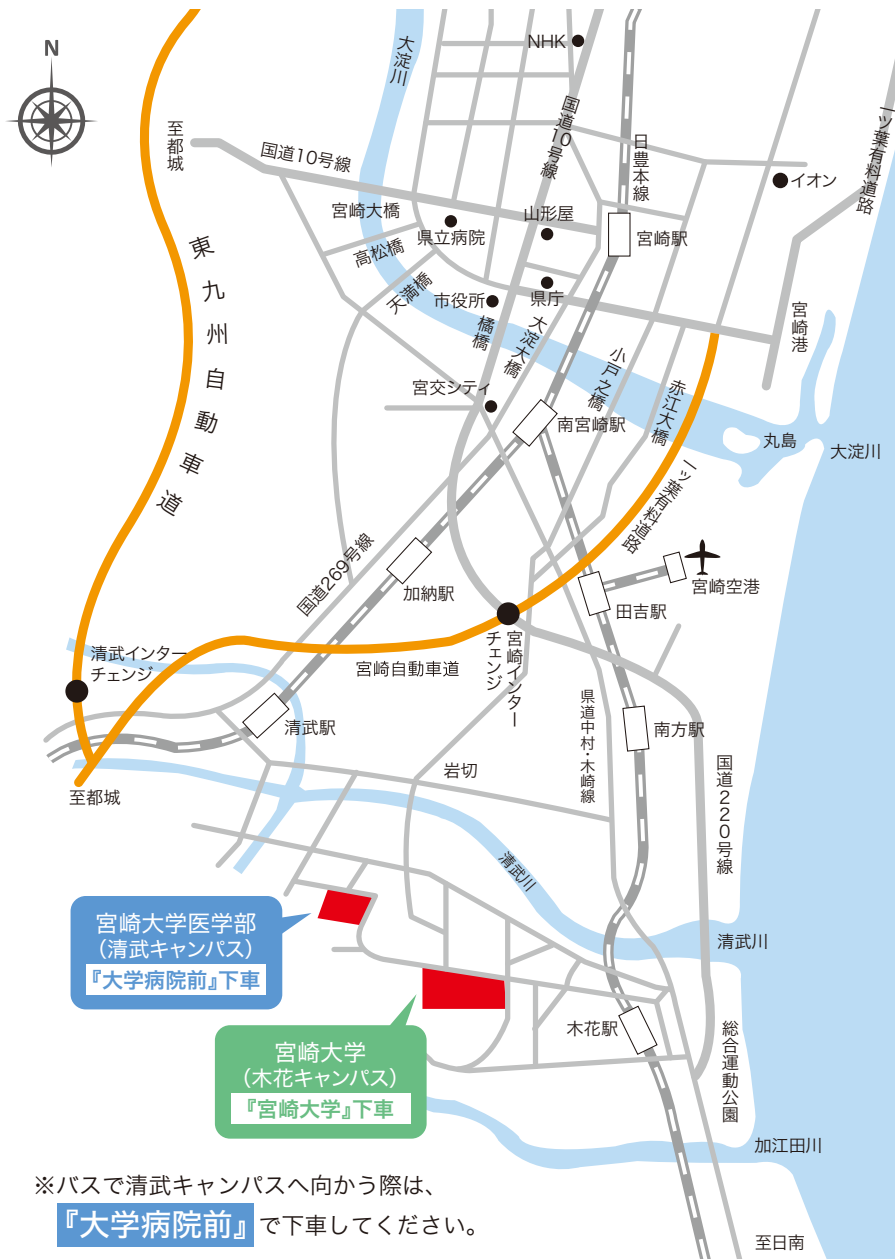 N
NHK
大淀川
国道10号線
一ッ葉有料道路
至都城
国道10号線
日豊本線
イオン
宮崎大橋
県立病院
山形屋
宮崎駅
高松橋
東九州自動車道
天満橋
市役所
県庁
宮崎港
橘橋
大淀大橋
小戸之橋
宮交シティ
赤江大橋
南宮崎駅
丸島
大淀川
一ッ葉有料道路
国道269号線
加納駅
宮崎空港
田吉駅
清武インター
チェンジ
宮崎自動車道
宮崎インター
チェンジ
清武駅
県道中村・木崎線
南方駅
岩切
国道220号線
至都城
清武川
宮崎大学医学部
(清武キャンパス)
『大学病院前』下車
清武川
宮崎大学
(木花キャンパス)
『宮崎大学』下車
木花駅
総合運動公園
加江田川
※バスで清武キャンパスへ向かう際は、
『大学病院前』で下車してください。
至日南